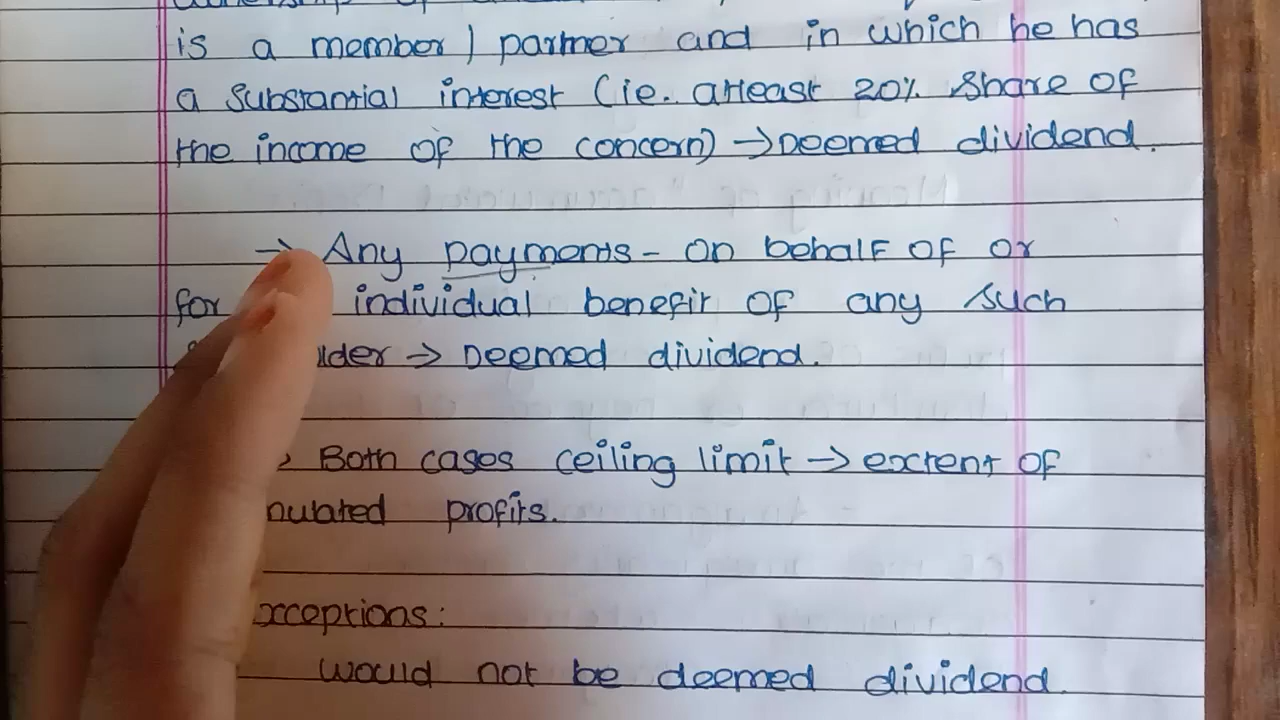 is a member / partner and in which he has
a substantial interest (ie. atleast 20% share of
the income of the concern) → Deemed dividend.
→ Any payments - on behalf of or
for individual benefit of any such
→ Deemed dividend.
Both cases ceiling limit → extent of
profits.
would not be deemed dividend.